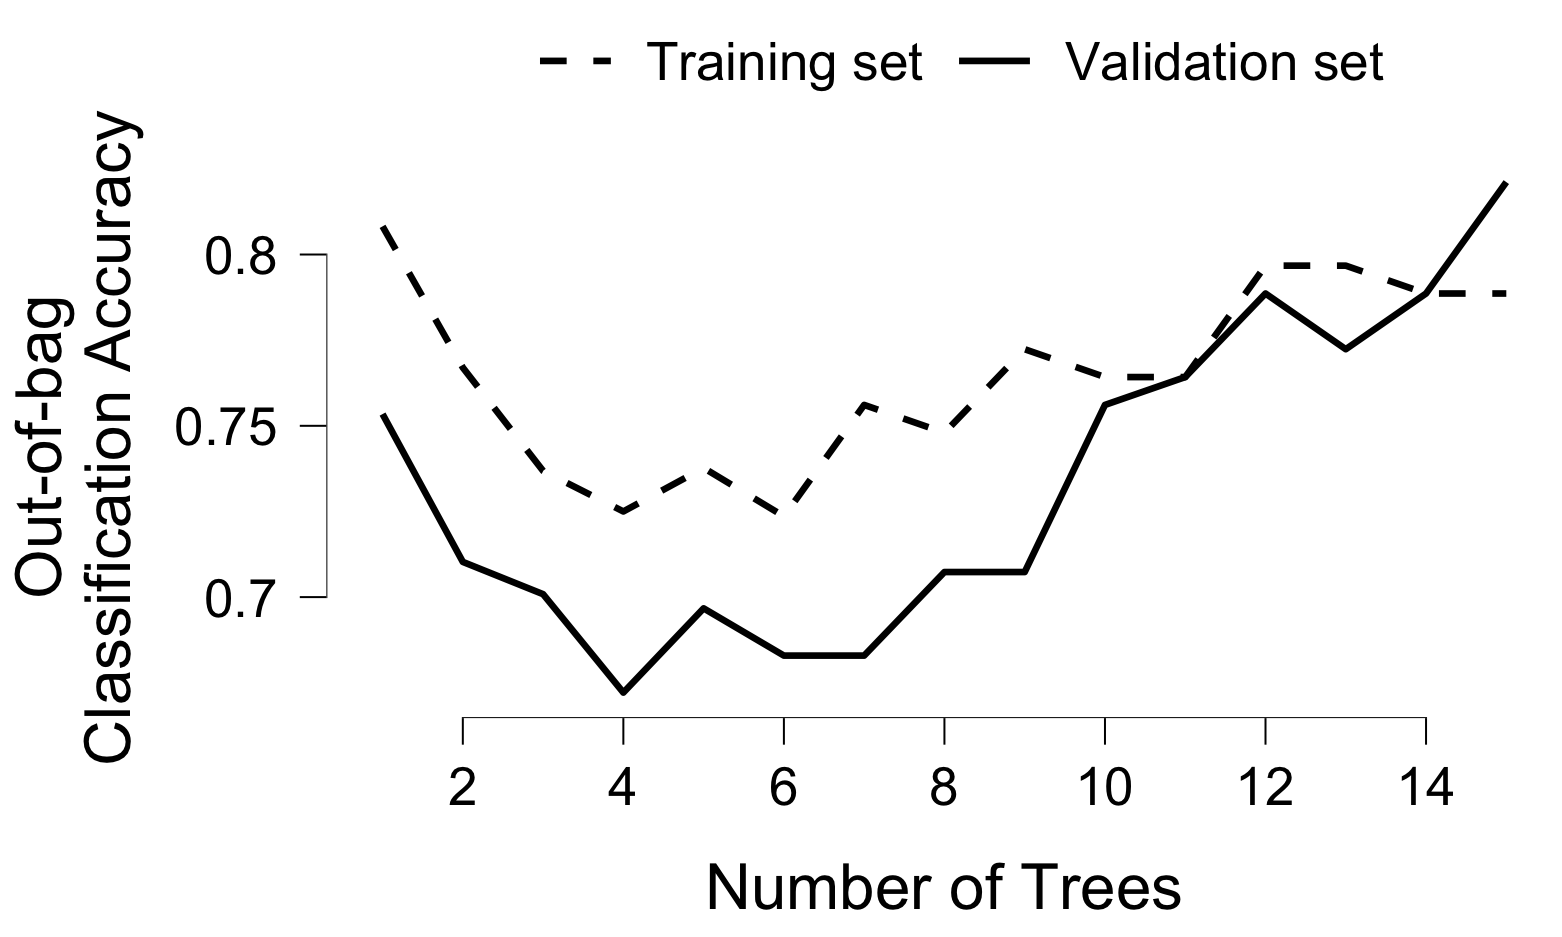 Training set
Validation set
Out-of-bag
Classification Accuracy
0.8
0.75
0.7
2 4 6 8 10 12 14
Number of Trees